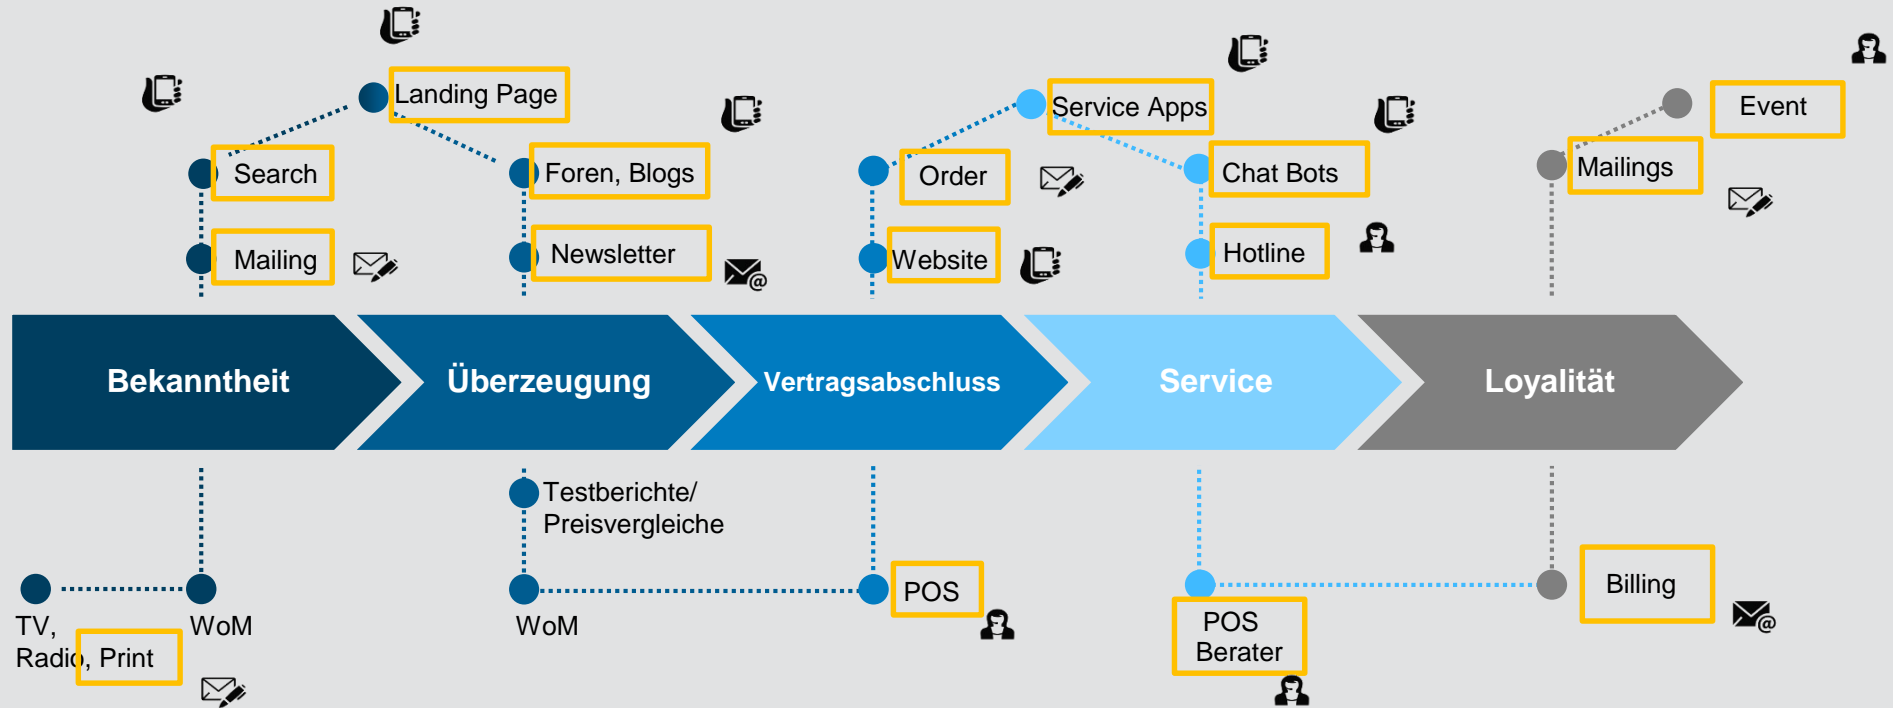 Landing Page
Service Apps
Event
Search
Foren, Blogs
Order
Chat Bots
Mailings
Mailing
Newsletter
@
Website
Hotline
Bekanntheit
Überzeugung
Vertragsabschluss
Service
Loyalität
Testberichte/
Preisvergleiche
TV,
Radio, Print
WoM
WoM
POS
POS
Berater
Billing
@